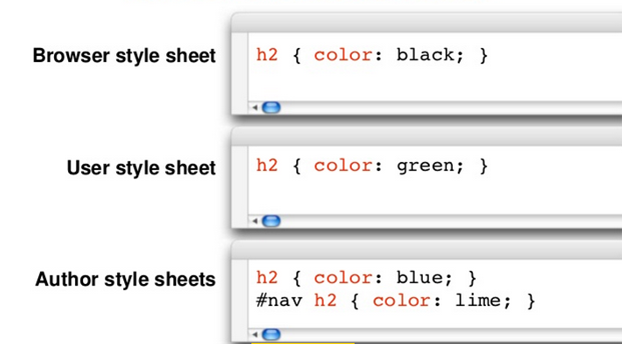 Browser style sheet
h2 { color: black; }
User style sheet
h2 { color: green; }
Author style sheets
h2 { color: blue; }
#nav h2 { color: lime; }